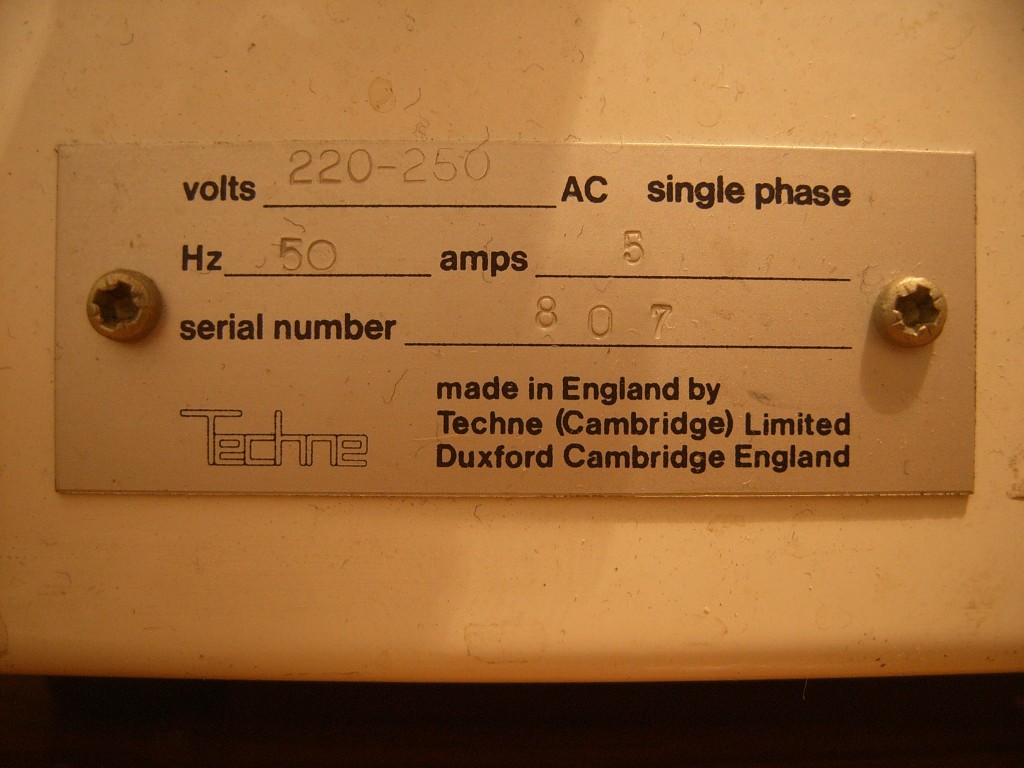 volts 220-250 AC single phase
Hz 50 amps 5
serial number 807
Techne
made in England by
Techne (Cambridge) Limited
Duxford Cambridge England